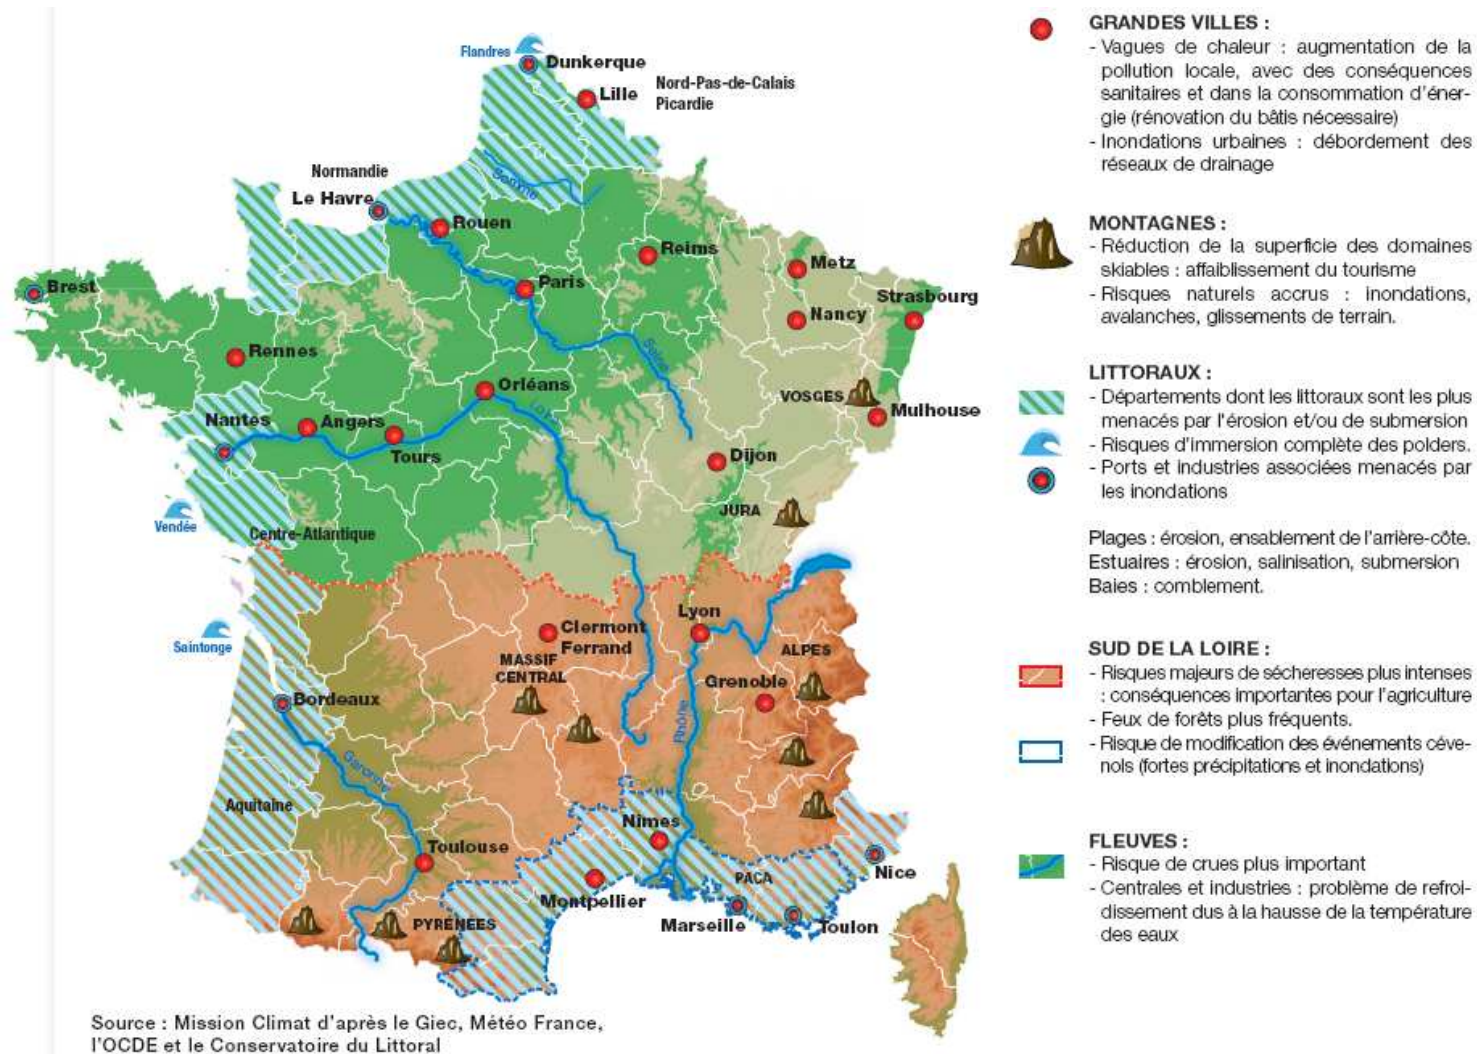 Flandres
Dunkerque
Lille
Nord-Pas-de-Calais
Picardie
Normandie
Le Havre
Somme
Rouen
Reims
Metz
Brest
Paris
Strasbourg
Nancy
Rennes
Seine
Orléans
VOSGES
Loire
Mulhouse
Nantes
Angers
Tours
Dijon
JURA
Vendée
Centre-Atlantique
Lyon
Clermont
Ferrand
Saintonge
MASSIF
CENTRAL
ALPES
Grenoble
Bordeaux
Rhône
Garonne
Aquitaine
Nîmes
Toulouse
PACA
Nice
Montpellier
PYRÉNÉES
Marseille
Toulon
Source : Mission Climat d'après le Giec, Météo France,
l'OCDE et le Conservatoire du Littoral
GRANDES VILLES :
- Vagues de chaleur : augmentation de la
pollution locale, avec des conséquences
sanitaires et dans la consommation d'éner-
gie (rénovation du bâtis nécessaire)
- Inondations urbaines : débordement des
réseaux de drainage
MONTAGNES :
- Réduction de la superficie des domaines
skiables : affaiblissement du tourisme
- Risques naturels accrus : inondations,
avalanches, glissements de terrain.
LITTORAUX :
- Départements dont les littoraux sont les plus
menacés par l'érosion et/ou de submersion
- Risques d'immersion complète des polders.
- Ports et industries associées menacés par
les inondations
Plages : érosion, ensablement de l'arrière-côte.
Estuaires : érosion, salinisation, submersion
Baies : comblement.
SUD DE LA LOIRE :
- Risques majeurs de sécheresses plus intenses
: conséquences importantes pour l'agriculture
- Feux de forêts plus fréquents.
- Risque de modification des événements céve-
nols (fortes précipitations et inondations)
FLEUVES :
- Risque de crues plus important
- Centrales et industries : problème de refroi-
dissement dus à la hausse de la température
des eaux